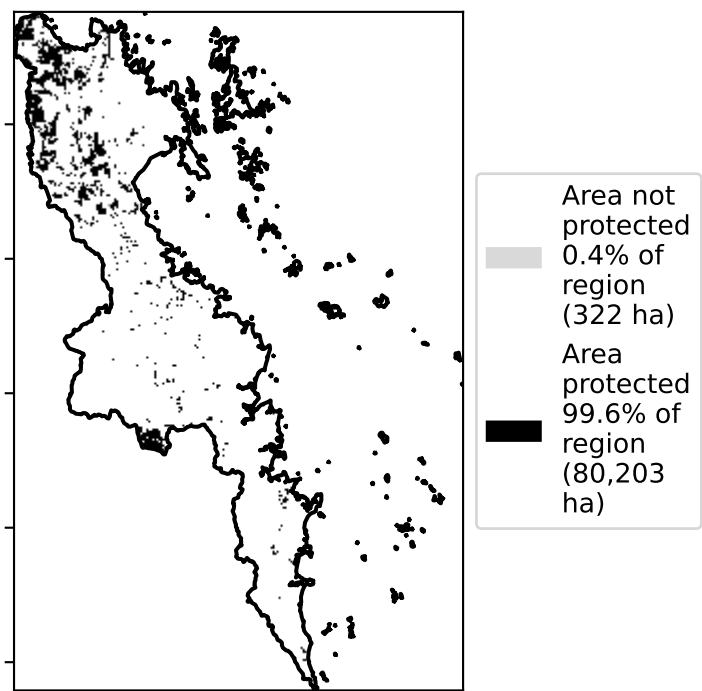 Area not
protected
0.4% of
region
(322 ha)
Area
protected
99.6% of
region
(80,203
ha)